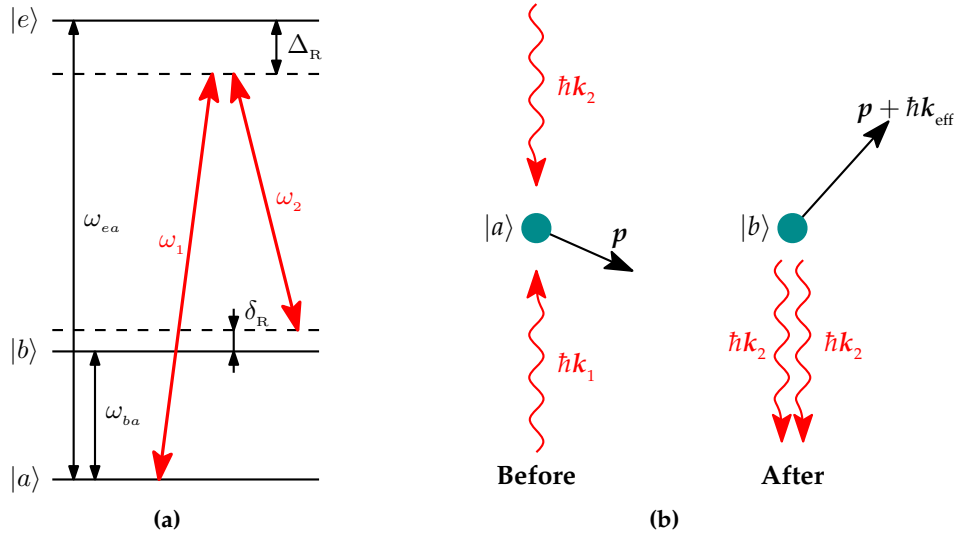 |e⟩
Δ_R
ω_ea
ω_1
ω_2
δ_R
|b⟩
ω_ba
|a⟩
(a)
ħk_2
|a⟩
p
ħk_1
Before
p + ħk_eff
|b⟩
ħk_2
ħk_2
After
(b)